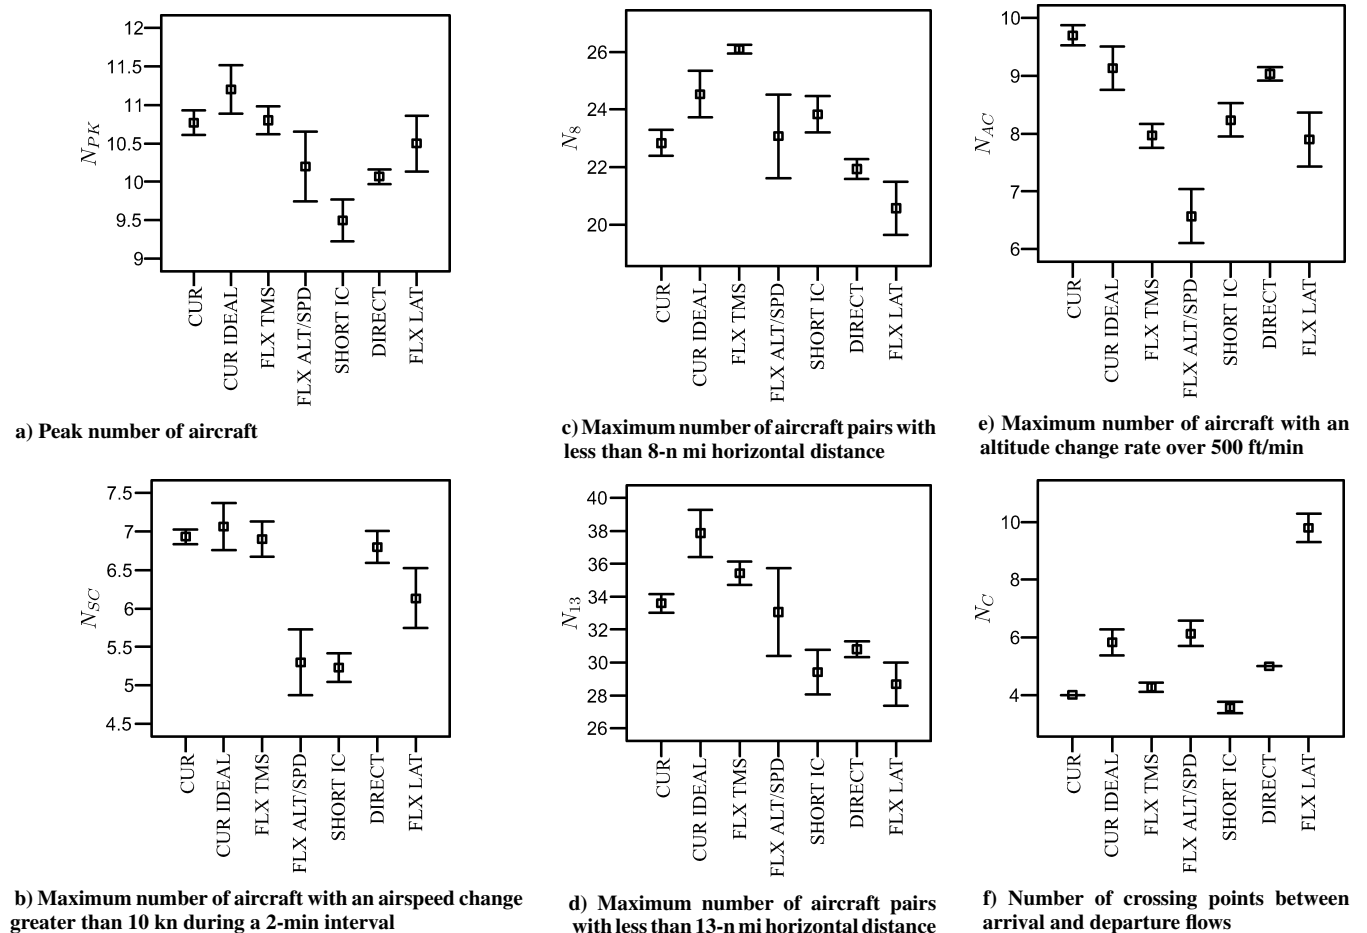 12
11.5
11
10.5
10
9.5
9
N_PK
CUR
CUR IDEAL
FLX TMS
FLX ALT/SPD
SHORT IC
DIRECT
FLX LAT
a) Peak number of aircraft
7.5
7
6.5
6
5.5
5
4.5
N_SC
CUR
CUR IDEAL
FLX TMS
FLX ALT/SPD
SHORT IC
DIRECT
FLX LAT
b) Maximum number of aircraft with an airspeed change
greater than 10 kn during a 2-min interval
26
24
22
20
N_8
CUR
CUR IDEAL
FLX TMS
FLX ALT/SPD
SHORT IC
DIRECT
FLX LAT
c) Maximum number of aircraft pairs with
less than 8-n mi horizontal distance
40
38
36
34
32
30
28
26
N_13
CUR
CUR IDEAL
FLX TMS
FLX ALT/SPD
SHORT IC
DIRECT
FLX LAT
d) Maximum number of aircraft pairs
with less than 13-n mi horizontal distance
10
9
8
7
6
N_AC
CUR
CUR IDEAL
FLX TMS
FLX ALT/SPD
SHORT IC
DIRECT
FLX LAT
e) Maximum number of aircraft with an
altitude change rate over 500 ft/min
10
8
6
4
N_C
CUR
CUR IDEAL
FLX TMS
FLX ALT/SPD
SHORT IC
DIRECT
FLX LAT
f) Number of crossing points between
arrival and departure flows